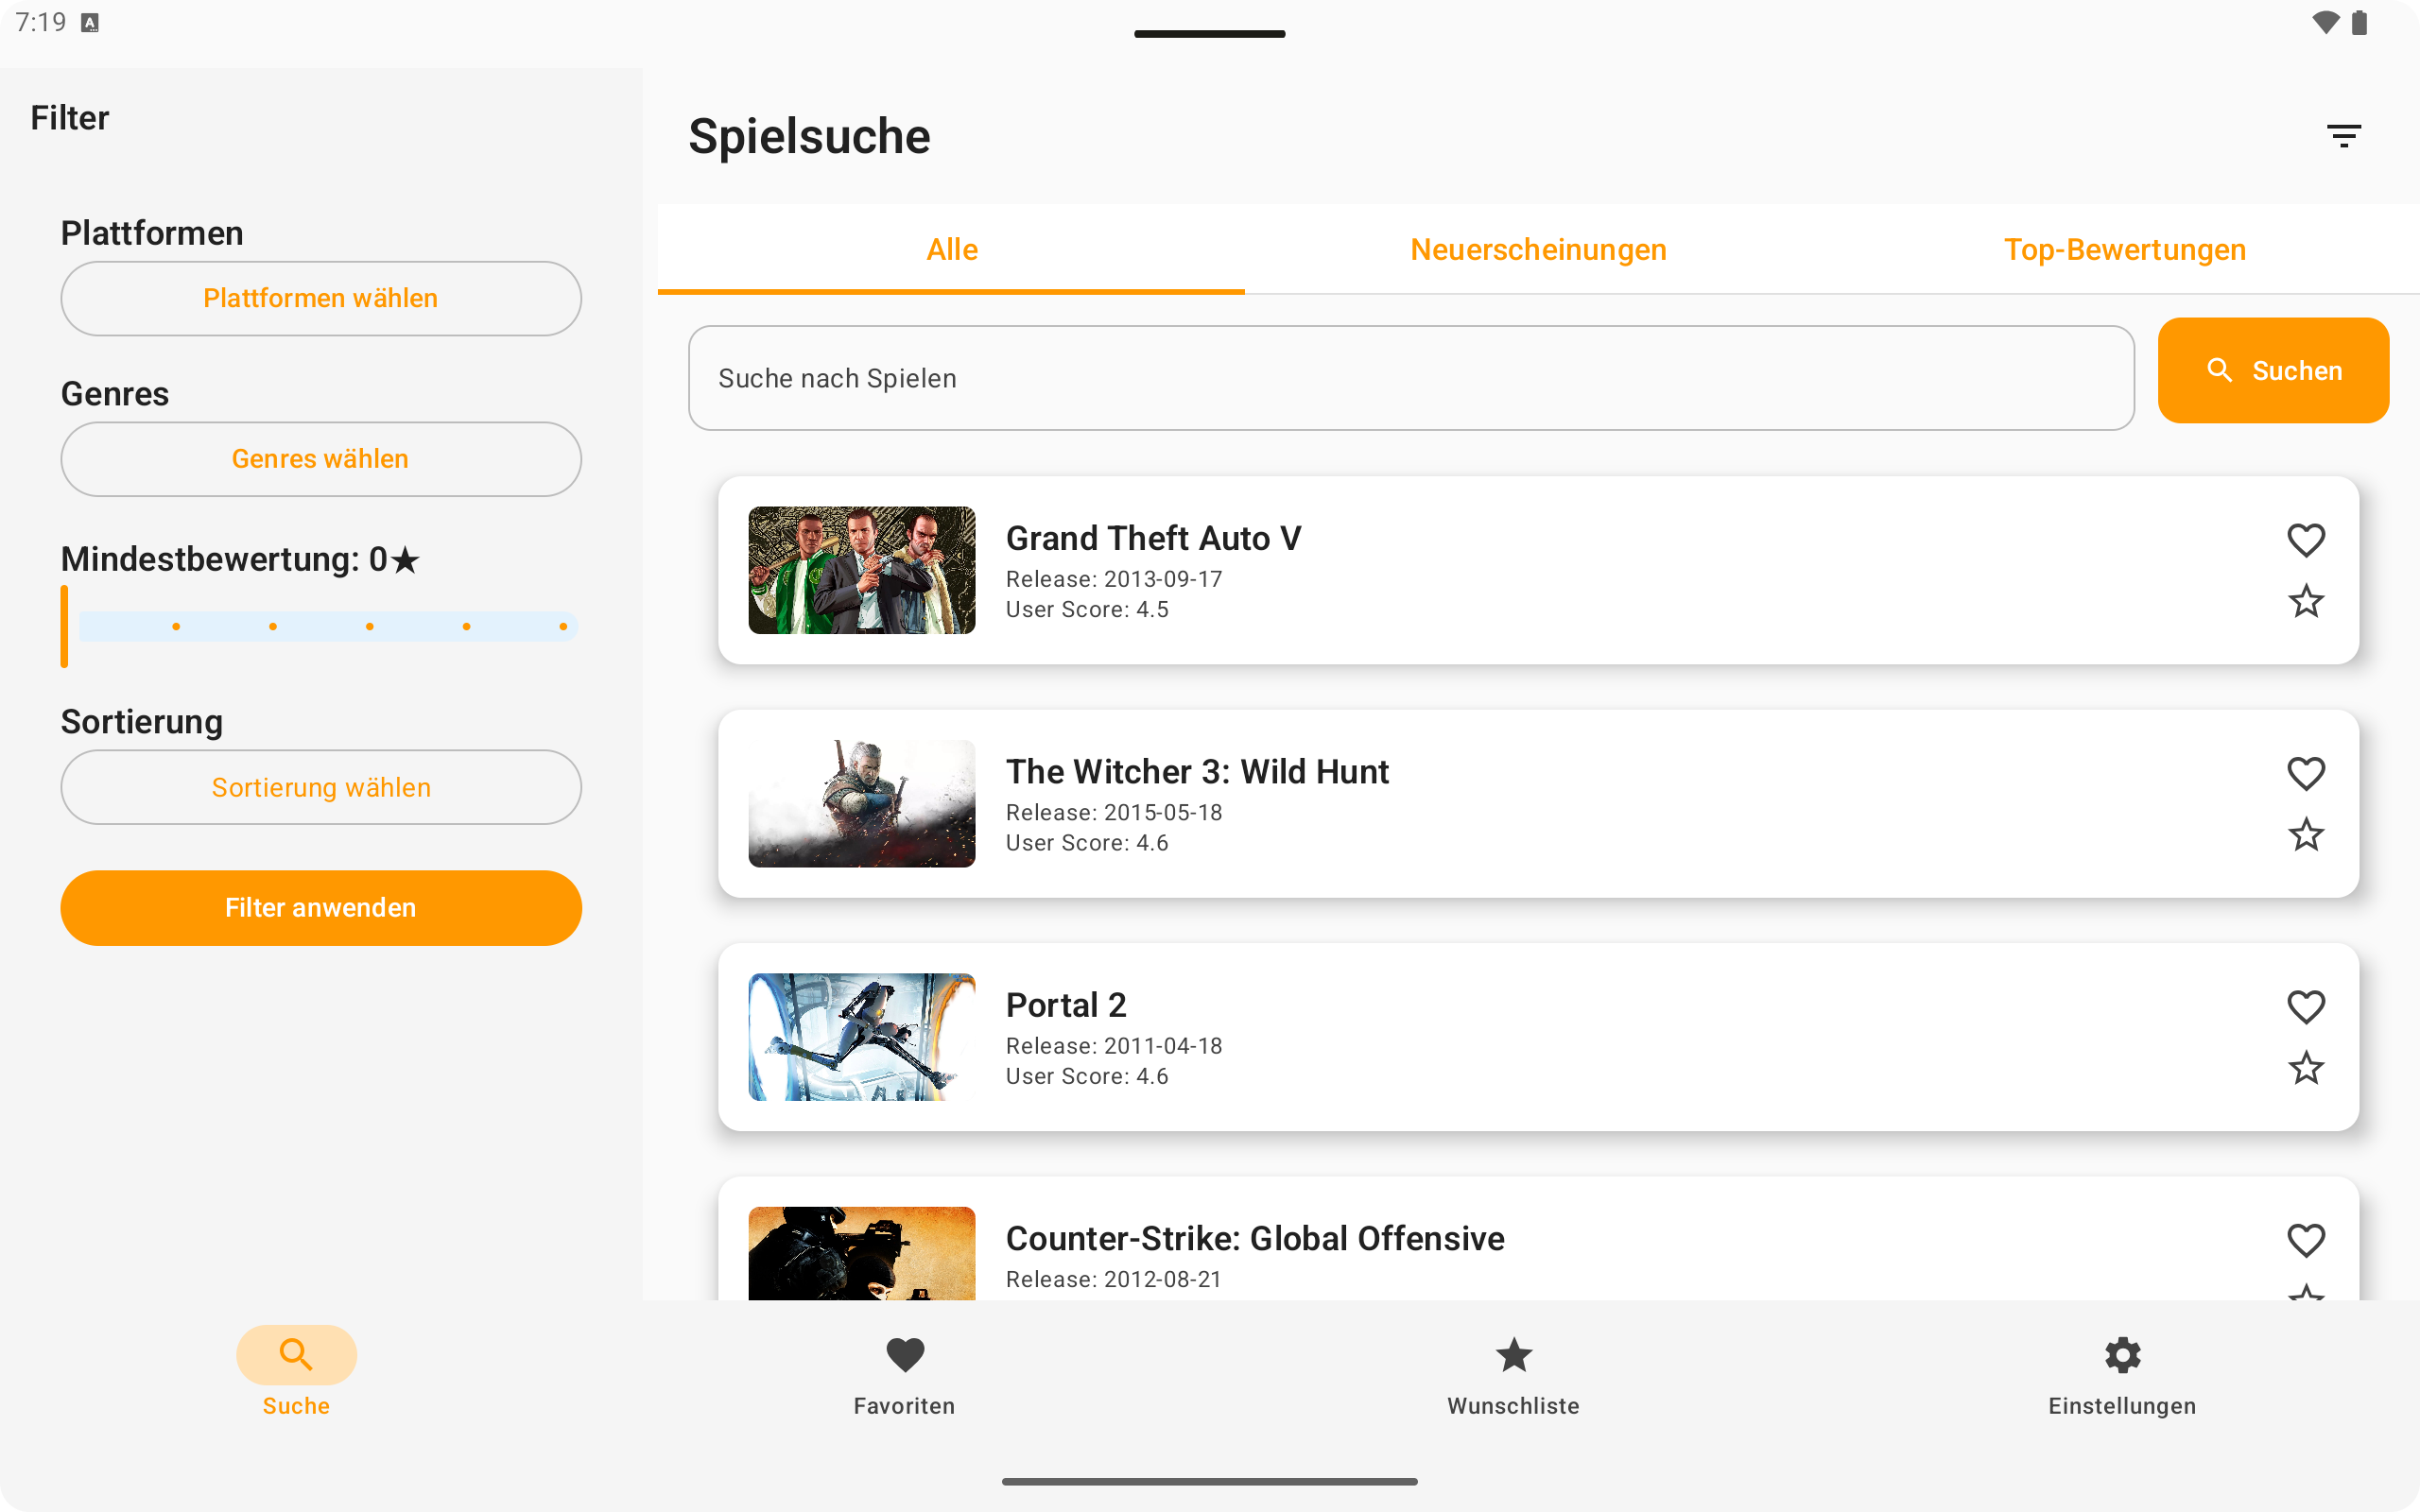 7:19
Filter
Plattformen
Plattformen wählen
Genres
Genres wählen
Mindestbewertung: 0★
Sortierung
Sortierung wählen
Filter anwenden
Spielsuche
Alle
Neuerscheinungen
Top-Bewertungen
Suche nach Spielen
Suchen
Grand Theft Auto V
Release: 2013-09-17
User Score: 4.5
The Witcher 3: Wild Hunt
Release: 2015-05-18
User Score: 4.6
Portal 2
Release: 2011-04-18
User Score: 4.6
Counter-Strike: Global Offensive
Release: 2012-08-21
Suche
Favoriten
Wunschliste
Einstellungen